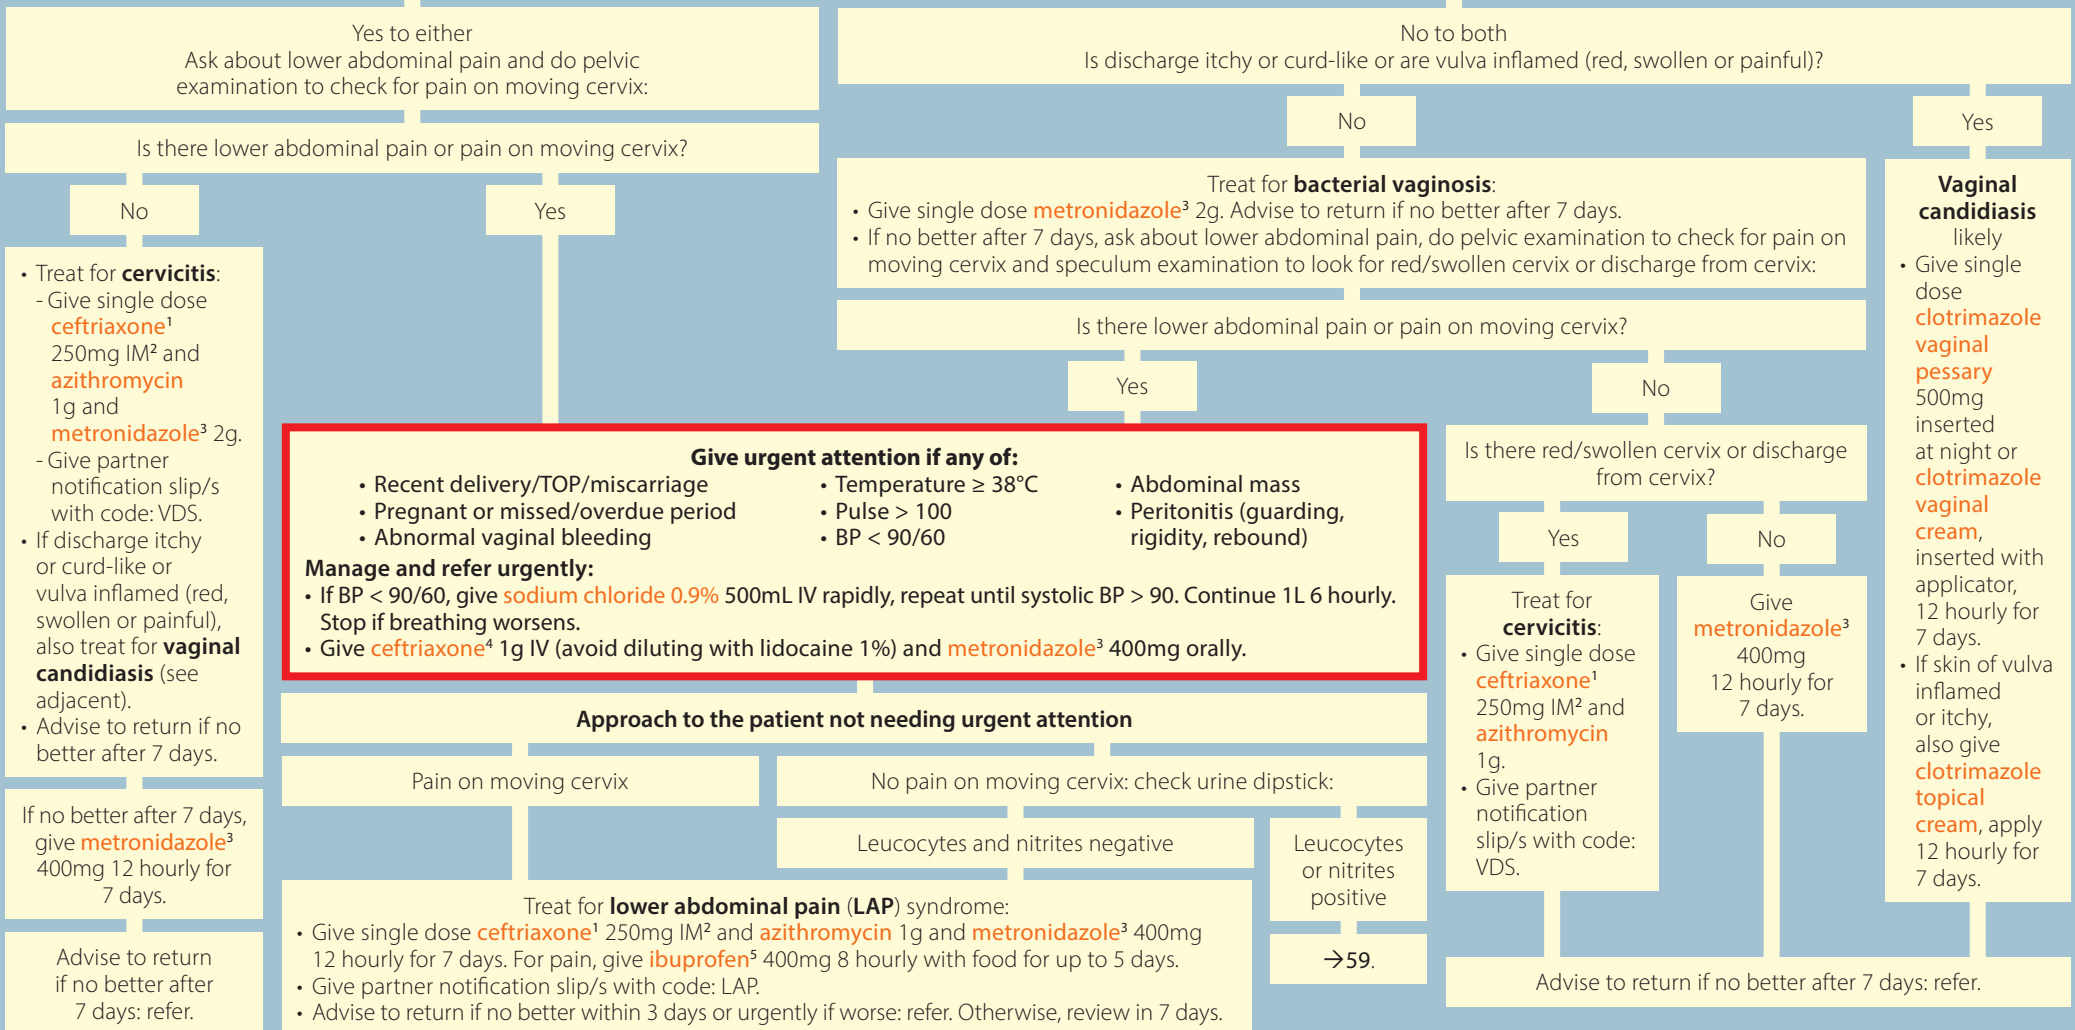 Yes to either
Ask about lower abdominal pain and do pelvic
examination to check for pain on moving cervix:
Is there lower abdominal pain or pain on moving cervix?
No
• Treat for cervicitis:
- Give single dose
ceftriaxone¹
250mg IM² and
azithromycin
1g and
metronidazole³ 2g.
- Give partner
notification slip/s
with code: VDS.
• If discharge itchy
or curd-like or
vulva inflamed (red,
swollen or painful),
also treat for vaginal
candidiasis (see
adjacent).
• Advise to return if no
better after 7 days.
If no better after 7 days,
give metronidazole³
400mg 12 hourly for
7 days.
Advise to return
if no better after
7 days: refer.
Yes
No to both
Is discharge itchy or curd-like or are vulva inflamed (red, swollen or painful)?
No
Treat for bacterial vaginosis:
• Give single dose metronidazole³ 2g. Advise to return if no better after 7 days.
• If no better after 7 days, ask about lower abdominal pain, do pelvic examination to check for pain on
moving cervix and speculum examination to look for red/swollen cervix or discharge from cervix:
Is there lower abdominal pain or pain on moving cervix?
Yes
Give urgent attention if any of:
• Recent delivery/TOP/miscarriage
• Pregnant or missed/overdue period
• Abnormal vaginal bleeding
• Temperature ≥ 38°C
• Pulse > 100
• BP < 90/60
• Abdominal mass
• Peritonitis (guarding,
rigidity, rebound)
Manage and refer urgently:
• If BP < 90/60, give sodium chloride 0.9% 500mL IV rapidly, repeat until systolic BP > 90. Continue 1L 6 hourly.
Stop if breathing worsens.
• Give ceftriaxone⁴ 1g IV (avoid diluting with lidocaine 1%) and metronidazole³ 400mg orally.
Approach to the patient not needing urgent attention
Pain on moving cervix
No pain on moving cervix: check urine dipstick:
Leucocytes and nitrites negative
Leucocytes
or nitrites
positive
→59.
Treat for lower abdominal pain (LAP) syndrome:
• Give single dose ceftriaxone¹ 250mg IM² and azithromycin 1g and metronidazole³ 400mg
12 hourly for 7 days. For pain, give ibuprofen⁵ 400mg 8 hourly with food for up to 5 days.
• Give partner notification slip/s with code: LAP.
• Advise to return if no better within 3 days or urgently if worse: refer. Otherwise, review in 7 days.
No
Is there red/swollen cervix or discharge
from cervix?
Yes
Treat for
cervicitis:
• Give single dose
ceftriaxone¹
250mg IM² and
azithromycin
1g.
• Give partner
notification
slip/s with code:
VDS.
No
Give
metronidazole³
400mg
12 hourly for
7 days.
Yes
Vaginal
candidiasis
likely
• Give single
dose
clotrimazole
vaginal
pessary
500mg
inserted
at night or
clotrimazole
vaginal
cream,
inserted with
applicator,
12 hourly for
7 days.
• If skin of vulva
inflamed
or itchy,
also give
clotrimazole
topical
cream, apply
12 hourly for
7 days.
Advise to return if no better after 7 days: refer.